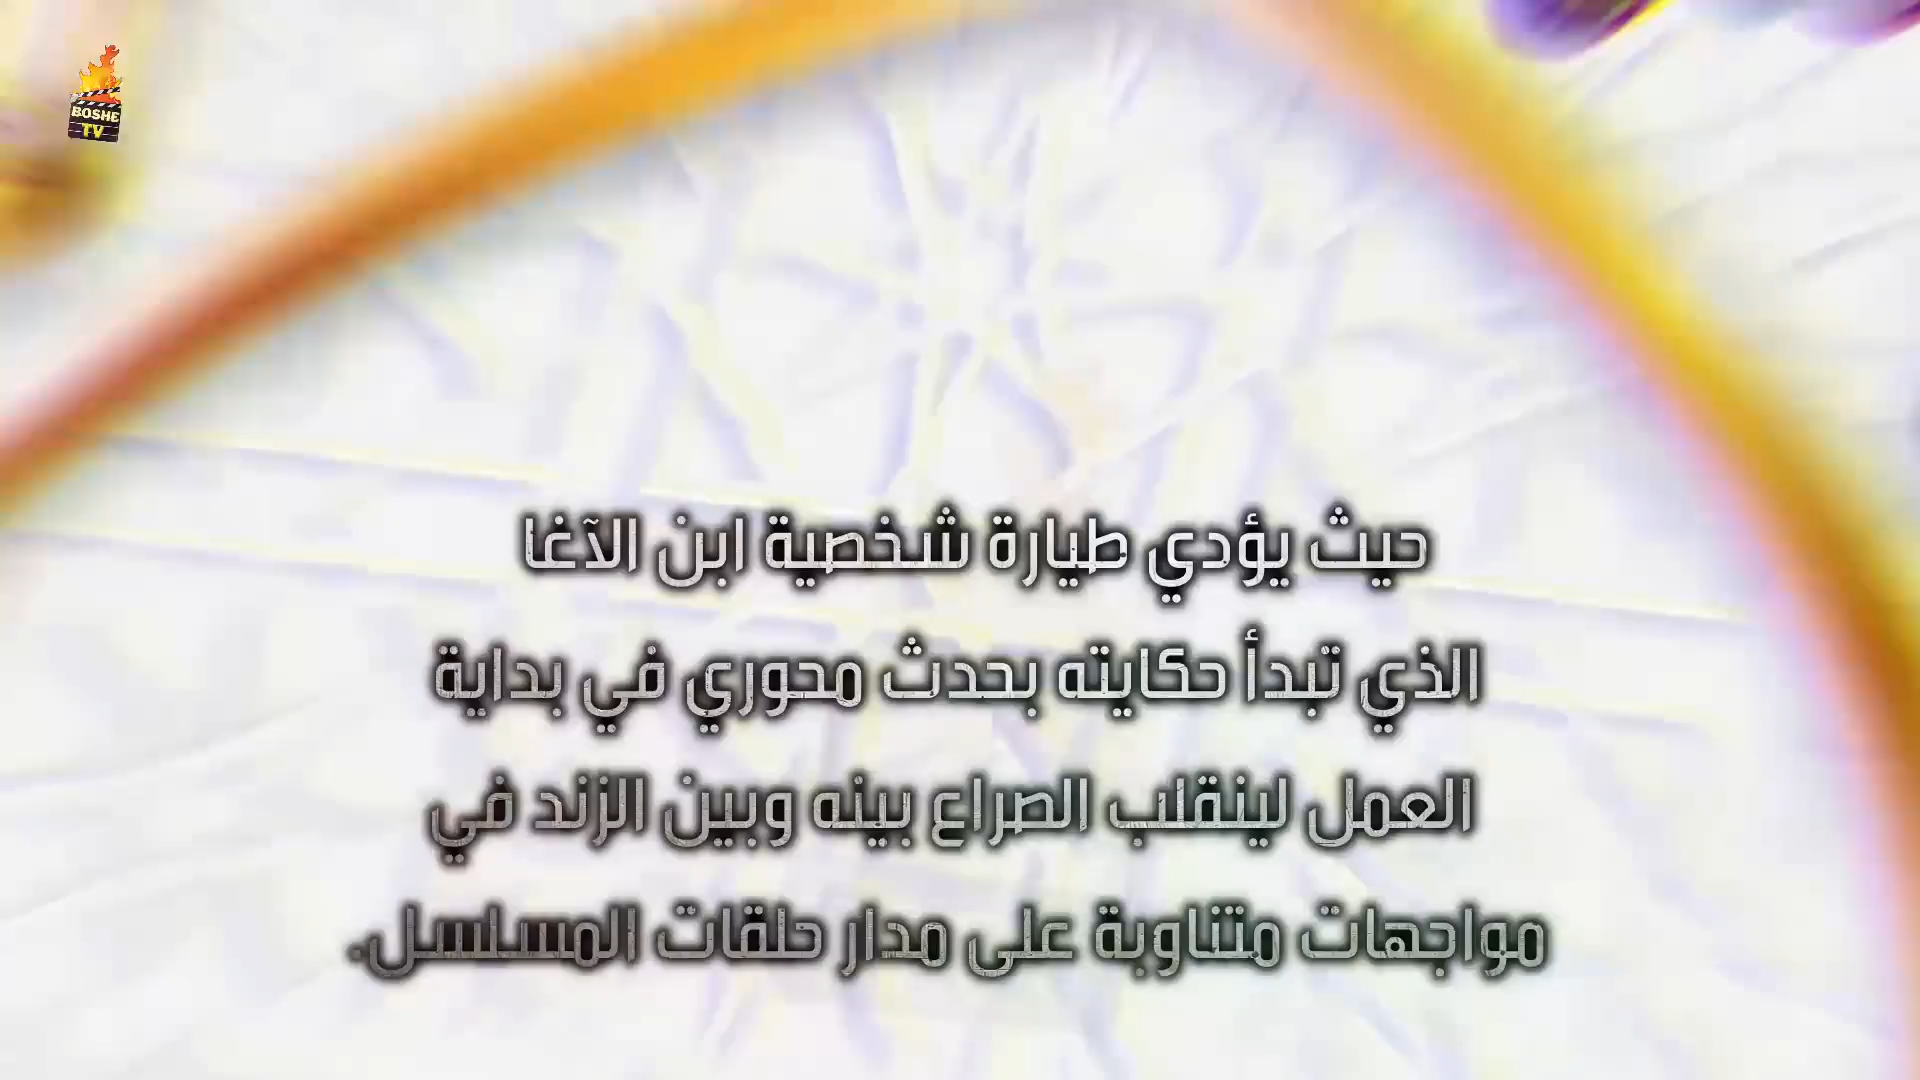 BOSHE
TV
حيث يؤدي طيارة شخصية ابن الآغا
الذي تبدأ حكايته بحدث محوري في بداية
العمل لينقلب الصراع بينه وبين الزند في
مواجهات متناوبة على مدار حلقات المسلسل.